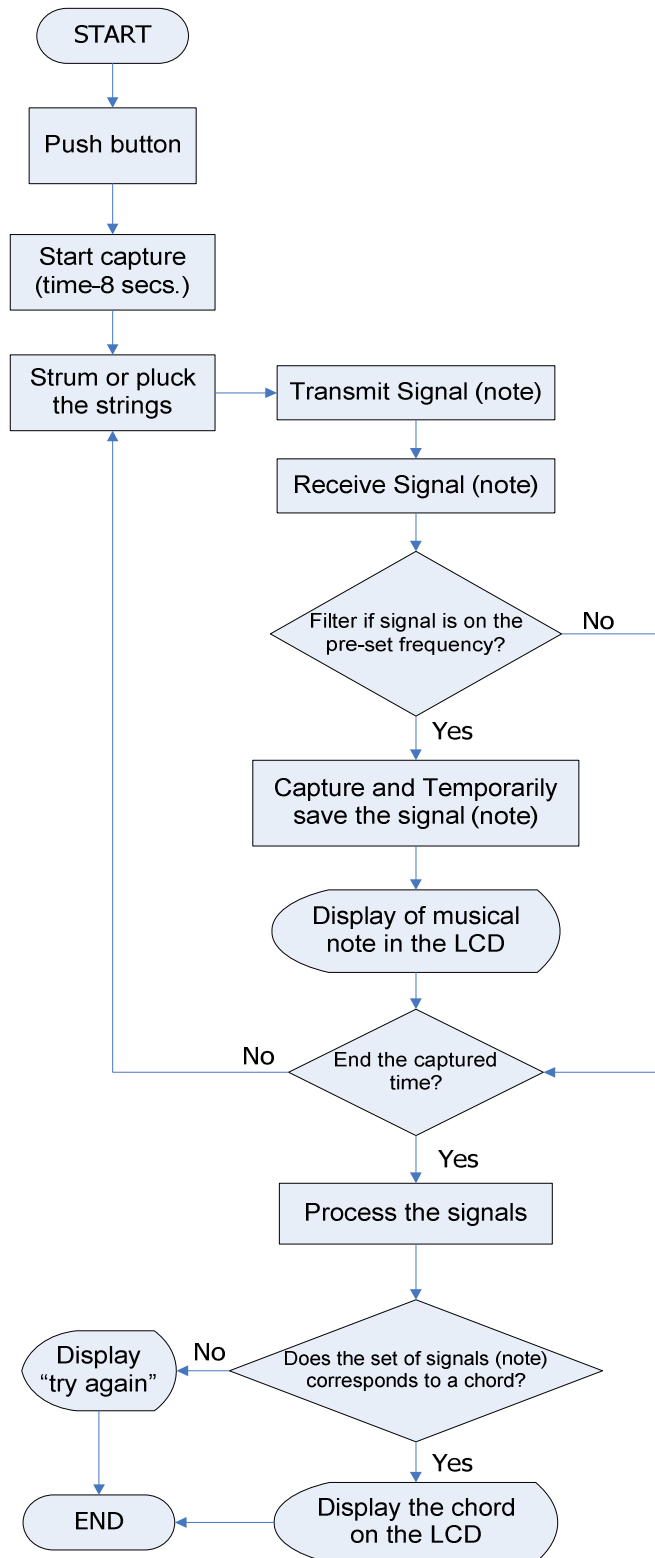 START
Push button
Start capture
(time-8 secs.)
Strum or pluck
the strings
Transmit Signal (note)
Receive Signal (note)
Filter if signal is on the
pre-set frequency?
No
Yes
Capture and Temporarily
save the signal (note)
Display of musical
note in the LCD
No
End the captured
time?
Yes
Process the signals
Display
“try again”
No
Does the set of signals (note)
corresponds to a chord?
Yes
END
Display the chord
on the LCD